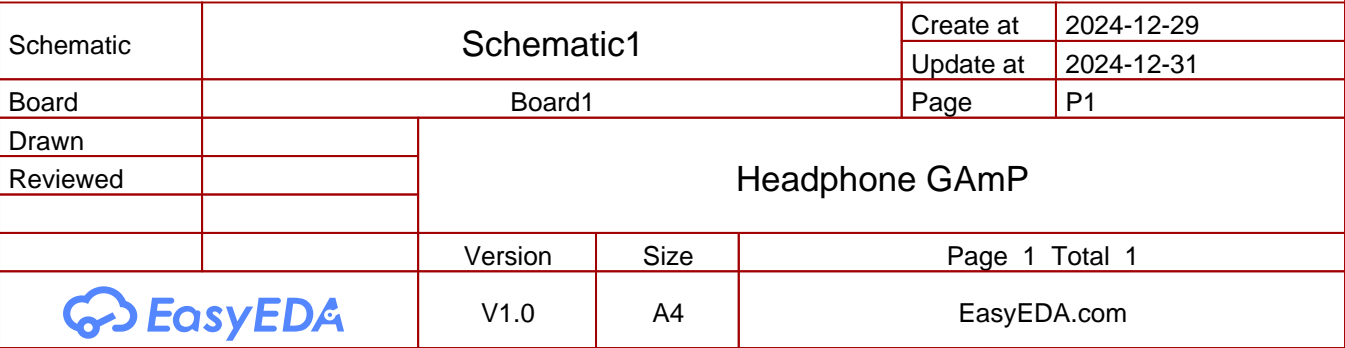 Schematic
Schematic1
Create at
2024-12-29
Update at
2024-12-31
Board
Board1
Page
P1
Drawn
Reviewed
Headphone GAmP
Version
Size
Page 1 Total 1
EasyEDA
V1.0
A4
EasyEDA.com